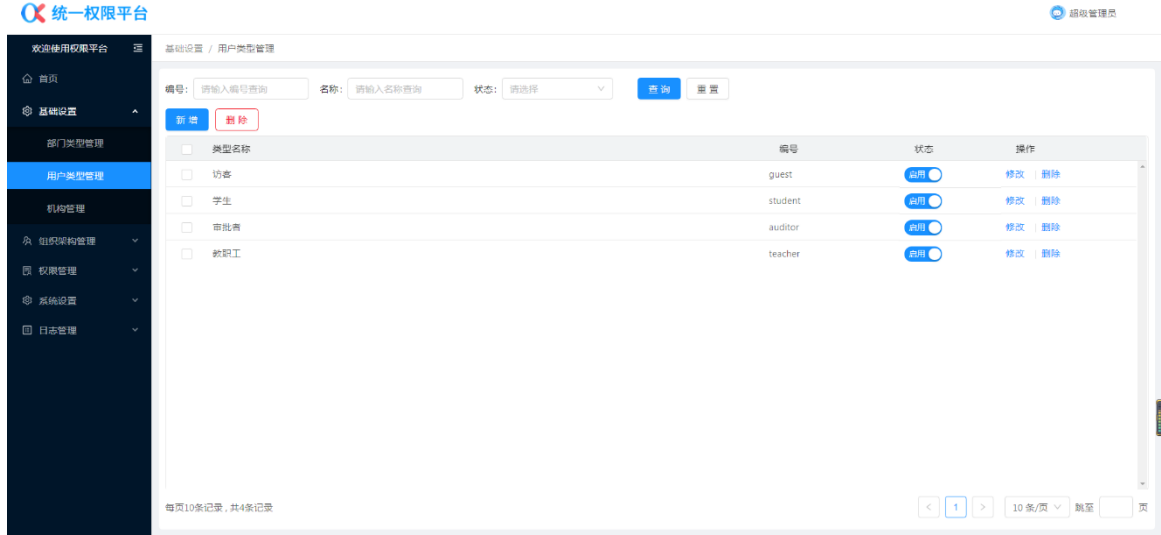 统一权限平台
超级管理员
欢迎使用权限平台
基础设置 / 用户类型管理
首页
基础设置
部门类型管理
用户类型管理
机构管理
组织架构管理
权限管理
系统设置
日志管理
编号: 请输入编号查询 名称: 请输入名称查询 状态: 请选择 查 询 重 置
新 增 删 除
类型名称 编号 状态 操作
访客 guest 启用 修改 删除
学生 student 启用 修改 删除
审批者 auditor 启用 修改 删除
教职工 teacher 启用 修改 删除
每页10条记录 , 共4条记录 < 1 > 10 条/页 跳至 页